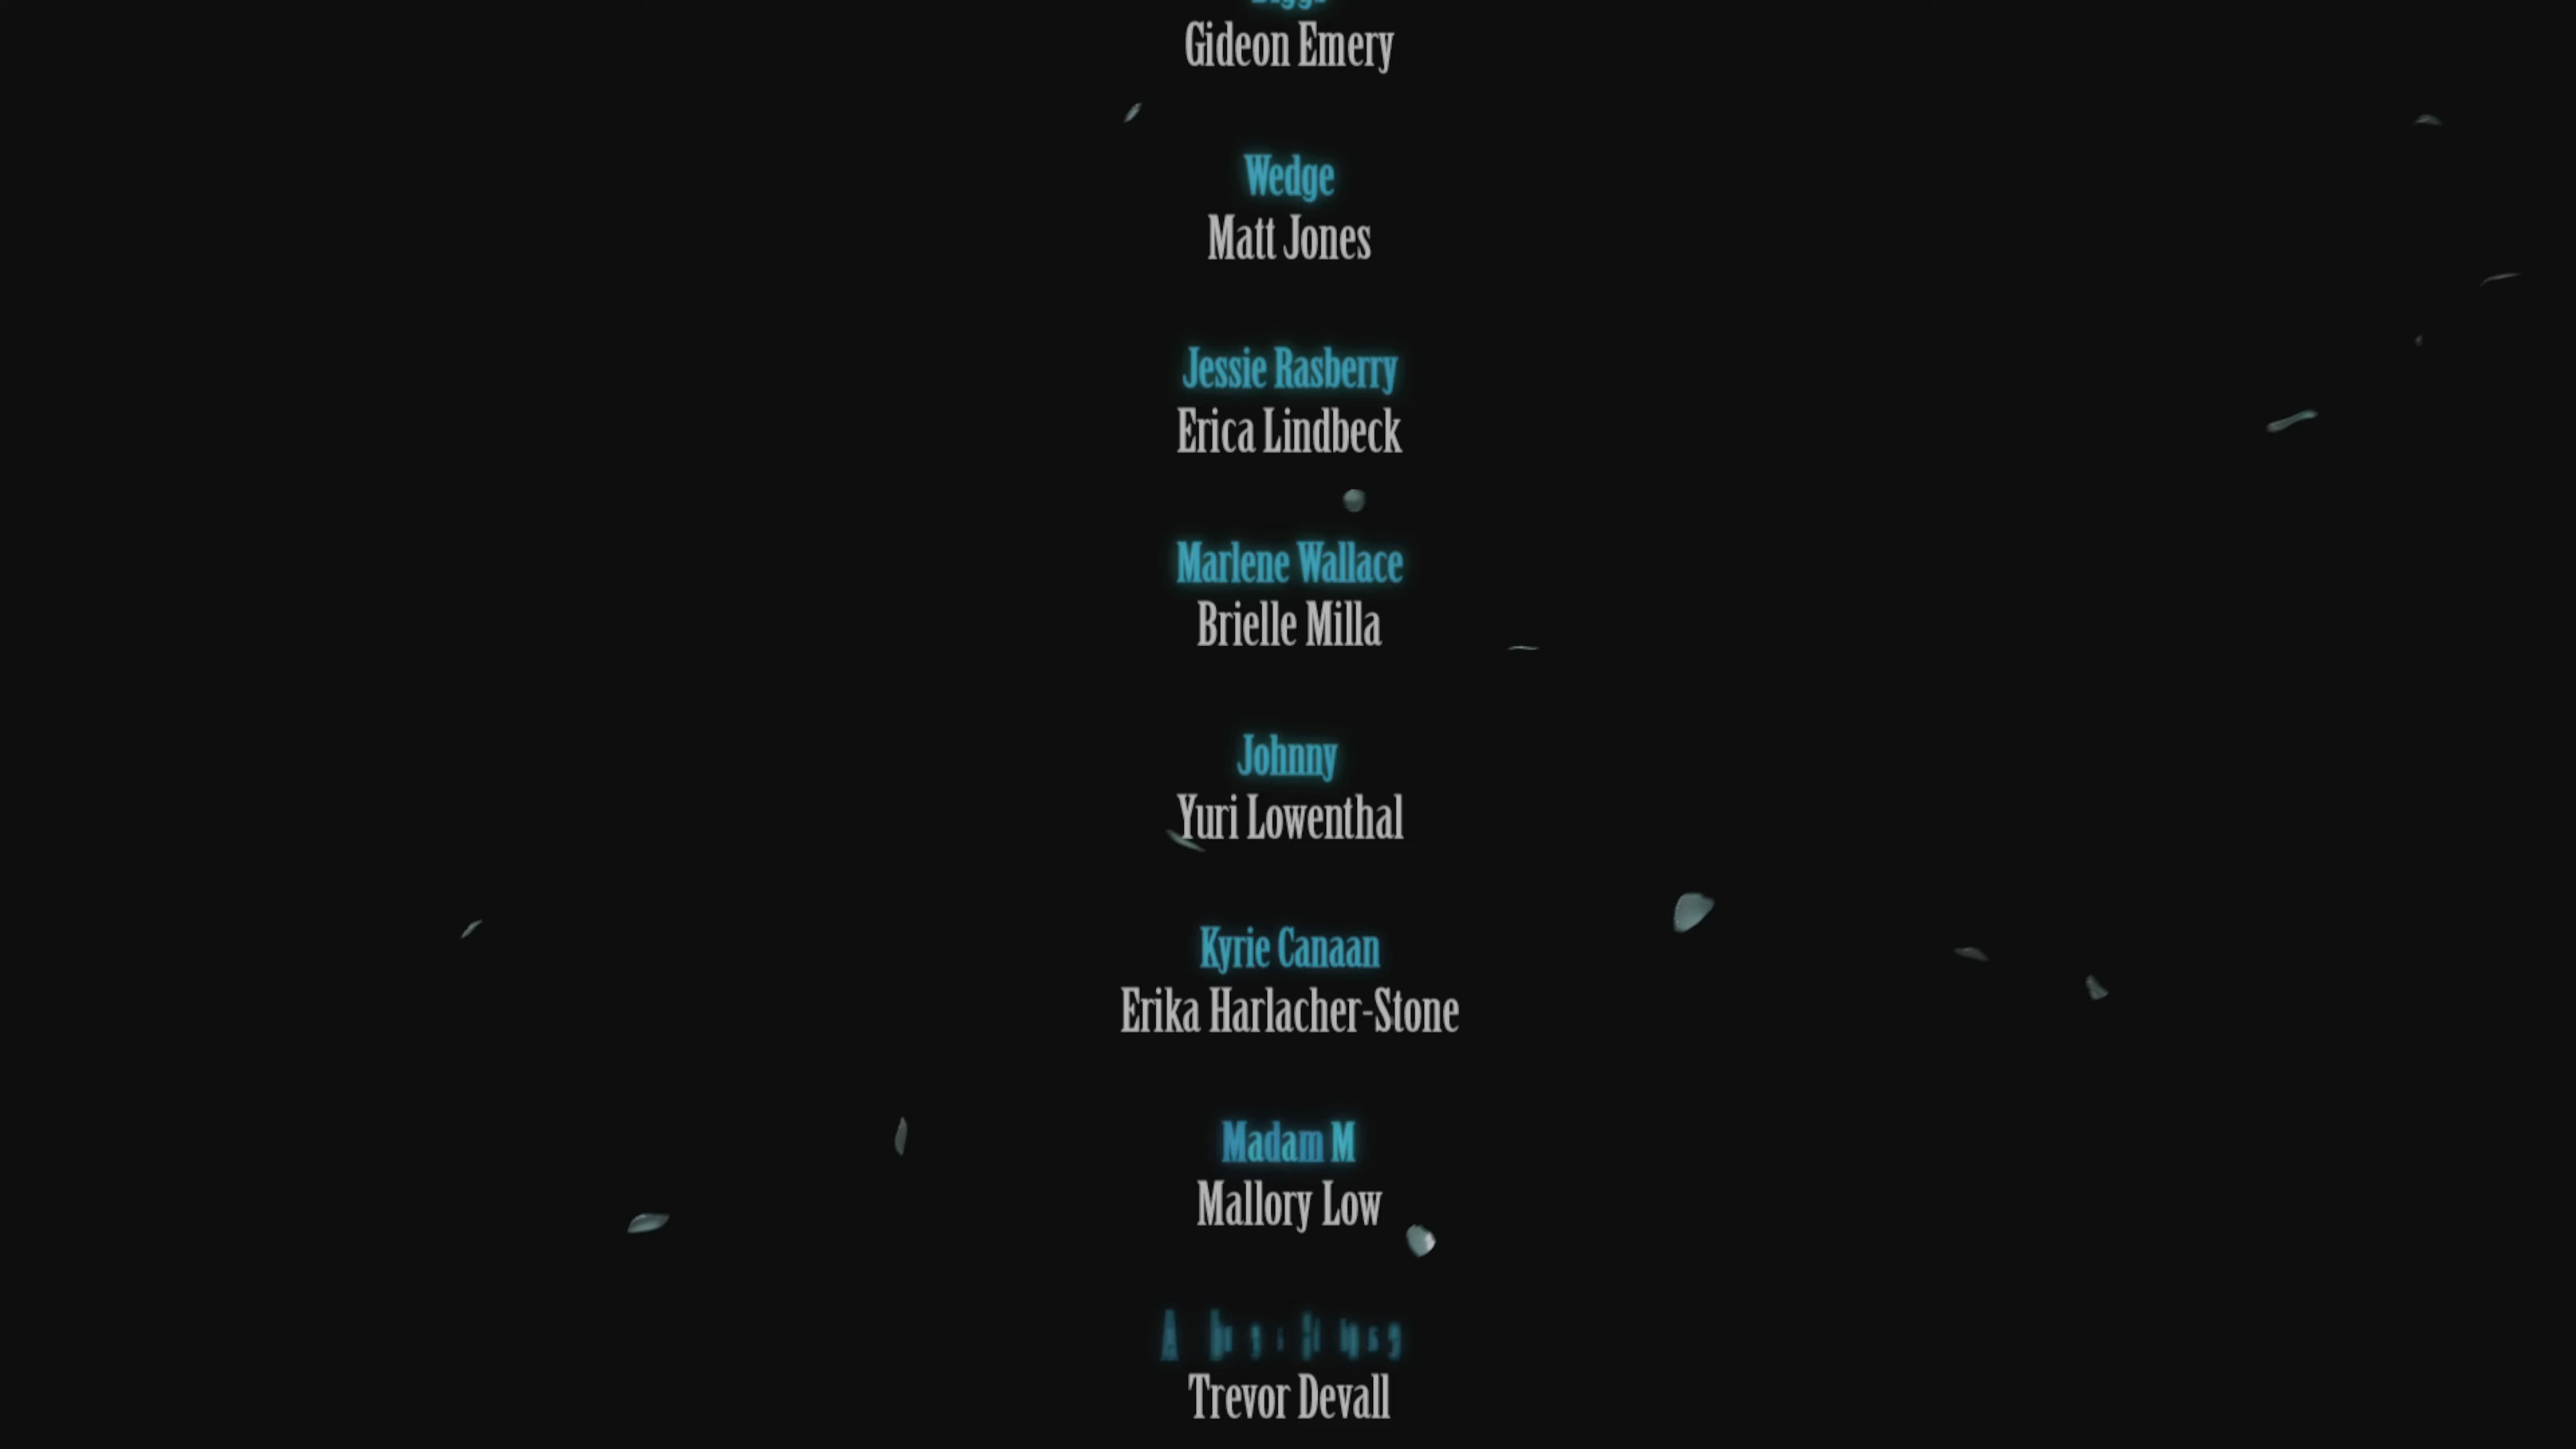 Gideon Emery
Wedge
Matt Jones
Jessie Rasberry
Erica Lindbeck
Marlene Wallace
Brielle Milla
Johnny
Yuri Lowenthal
Kyrie Canaan
Erika Harlacher-Stone
Madam M
Mallory Low
Trevor Devall